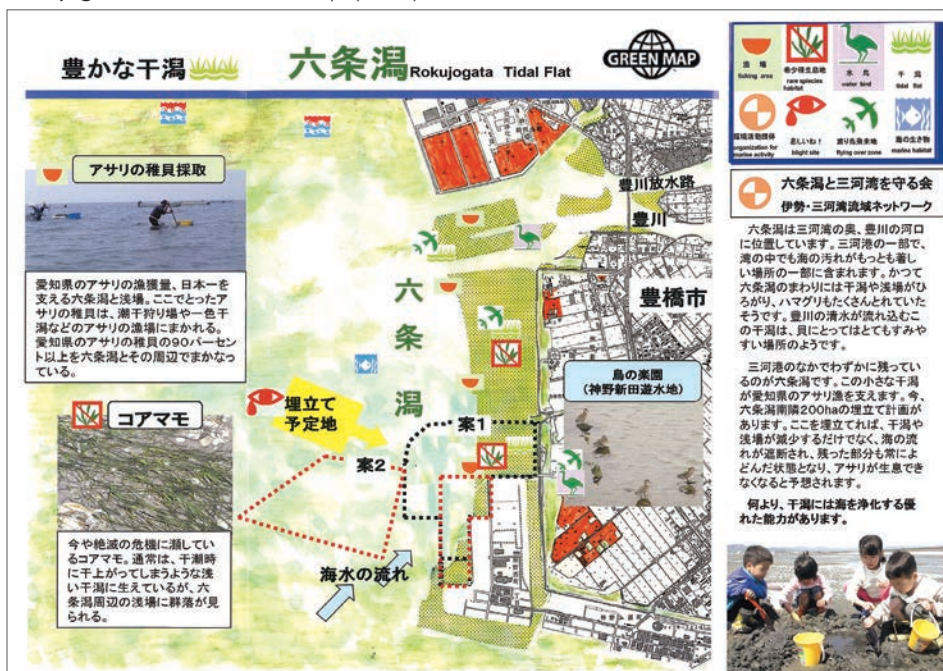 豊かな干潟
六条潟 Rokujogata Tidal Flat
GREEN MAP
漁場
fishing area
希少種生息地
rare spiecies
habitat
水鳥
water bird
干潟
tidal flat
環境活動団体
organization for
marine activity
悲しいね!
blight site
渡り鳥飛来地
flying over zone
海の生き物
marine habitat
アサリの稚貝採取
愛知県のアサリの漁獲量、日本一を
支える六条潟と浅場。ここでとったア
サリの稚貝は、潮干狩り場や一色干
潟などのアサリの漁場にまかれる。
愛知県のアサリの稚貝の90パーセ
ント以上を六条潟とその周辺でまかなっ
ている。
コアマモ
今や絶滅の危機に瀕してい
るコアマモ。通常は、干潮時
に干上がってしまうような浅
い干潟に生えているが、六
条潟周辺の浅場に群落が見
られる。
豊川放水路
豊川
六条潟
豊橋市
鳥の楽園
(神野新田遊水地)
埋立て
予定地
案1
案2
海水の流れ
六条潟と三河湾を守る会
伊勢・三河湾流域ネットワーク
六条潟は三河湾の奥、豊川の河口
に位置しています。三河港の一部で、
湾の中でも海の汚れがもっとも著し
い場所の一部に含まれます。かつて
六条潟のまわりには干潟や浅場がひ
ろがり、ハマグリもたくさんとれていた
そうです。豊川の清水が流れ込むこ
の干潟は、貝にとってはとてもすみや
すい場所のようです。
三河港のなかでわずかに残ってい
るのが六条潟です。この小さな干潟
が愛知県のアサリ漁を支えます。今、
六条潟南隣200haの埋立て計画が
あります。ここを埋立てれば、干潟や
浅場が減少するだけでなく、海の流
れが遮断され、残った部分も常によ
どんだ状態となり、アサリが生息でき
なくなると予想されます。
何より、干潟には海を浄化する優
れた能力があります。